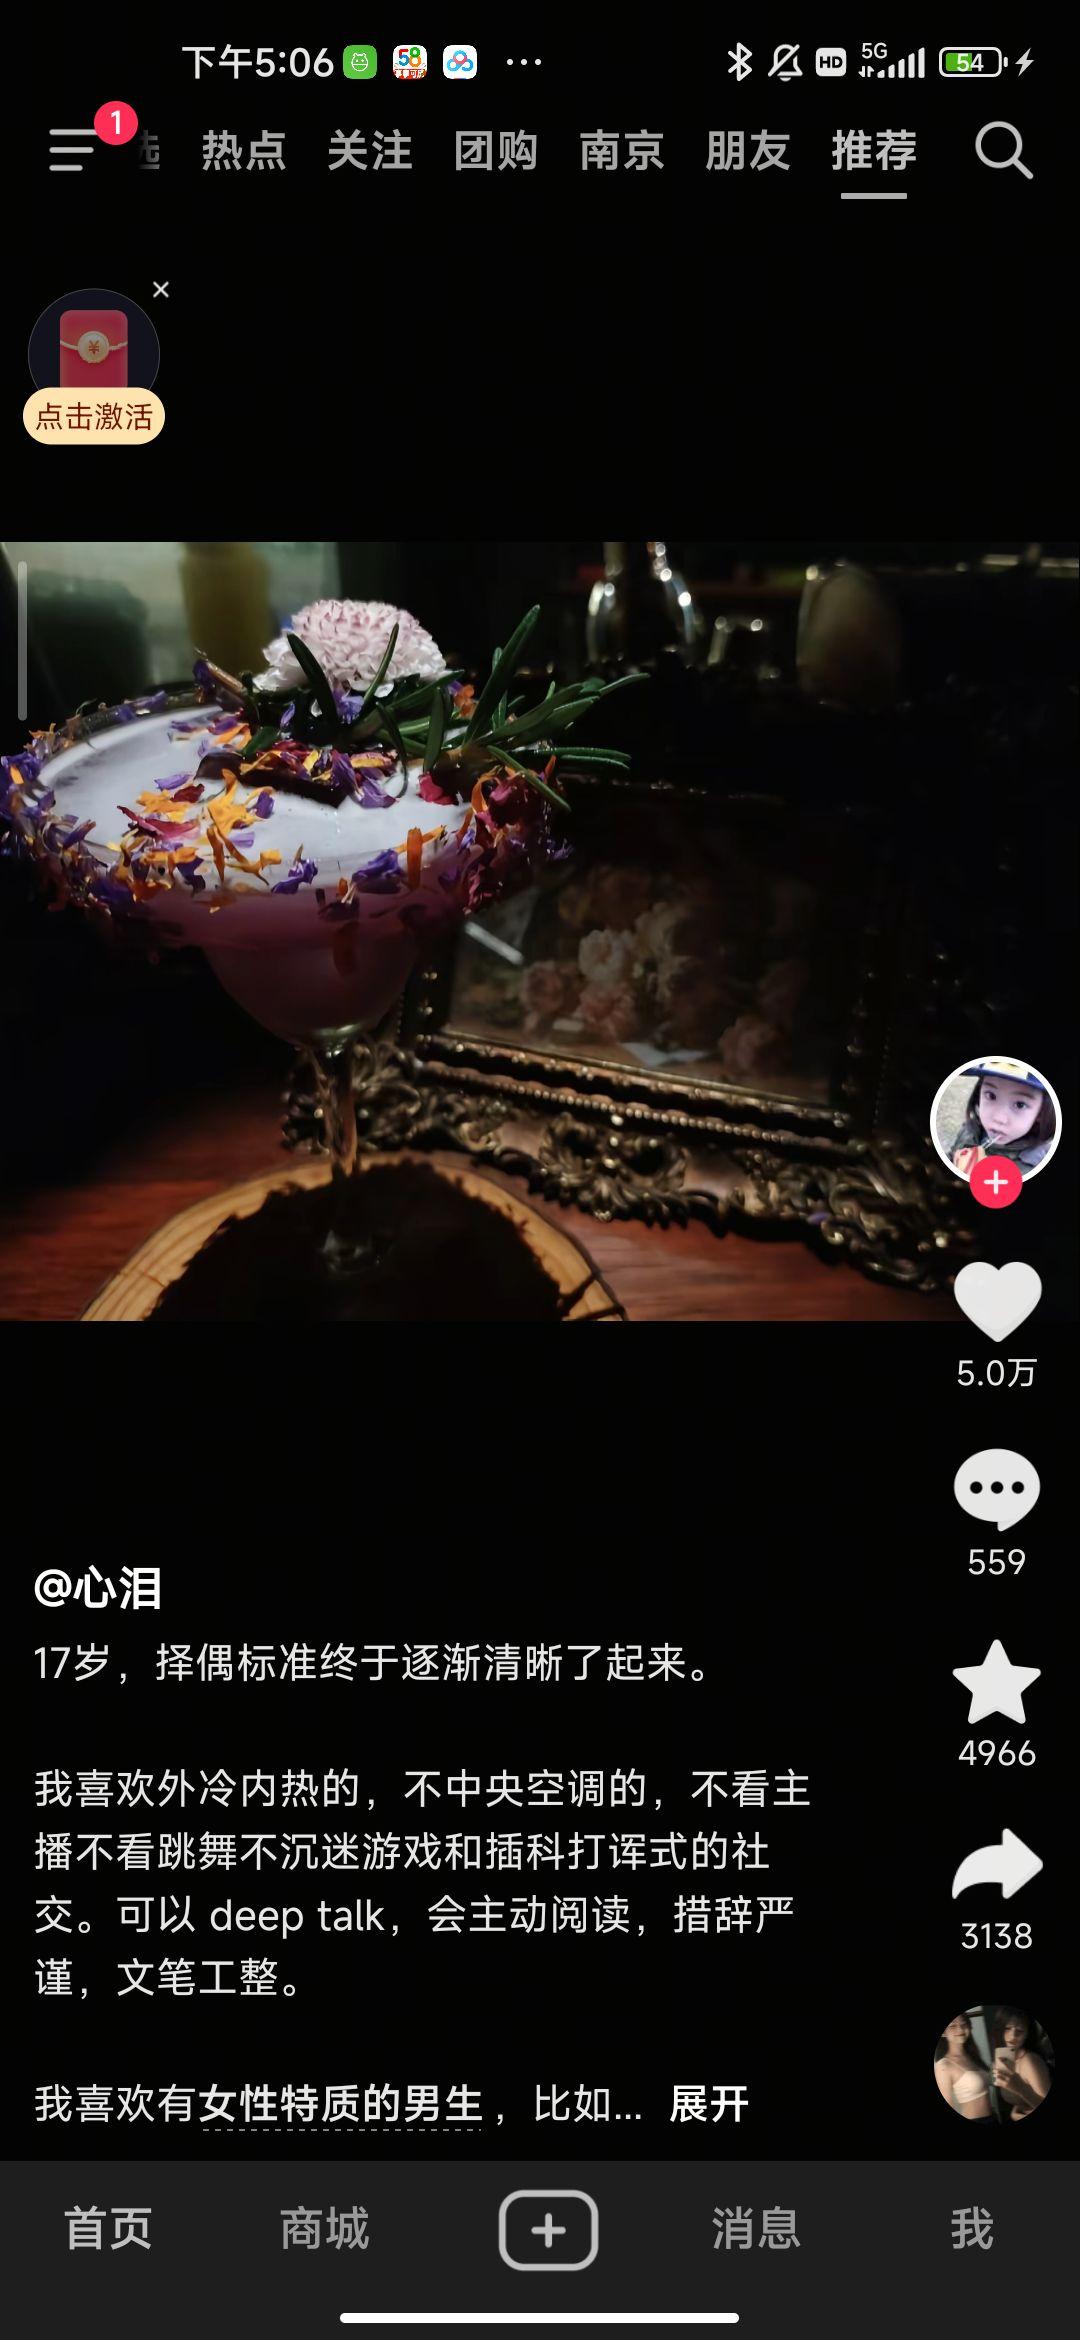 下午5:06
58
HD
5G
54
1
热点 关注 团购 南京 朋友 推荐
点击激活
5.0万
559
@心泪
17岁，择偶标准终于逐渐清晰了起来。
4966
我喜欢外冷内热的，不中央空调的，不看主
播不看跳舞不沉迷游戏和插科打诨式的社
交。可以 deep talk，会主动阅读，措辞严
谨，文笔工整。
3138
我喜欢有女性特质的男生 ，比如... 展开
首页 商城 消息 我